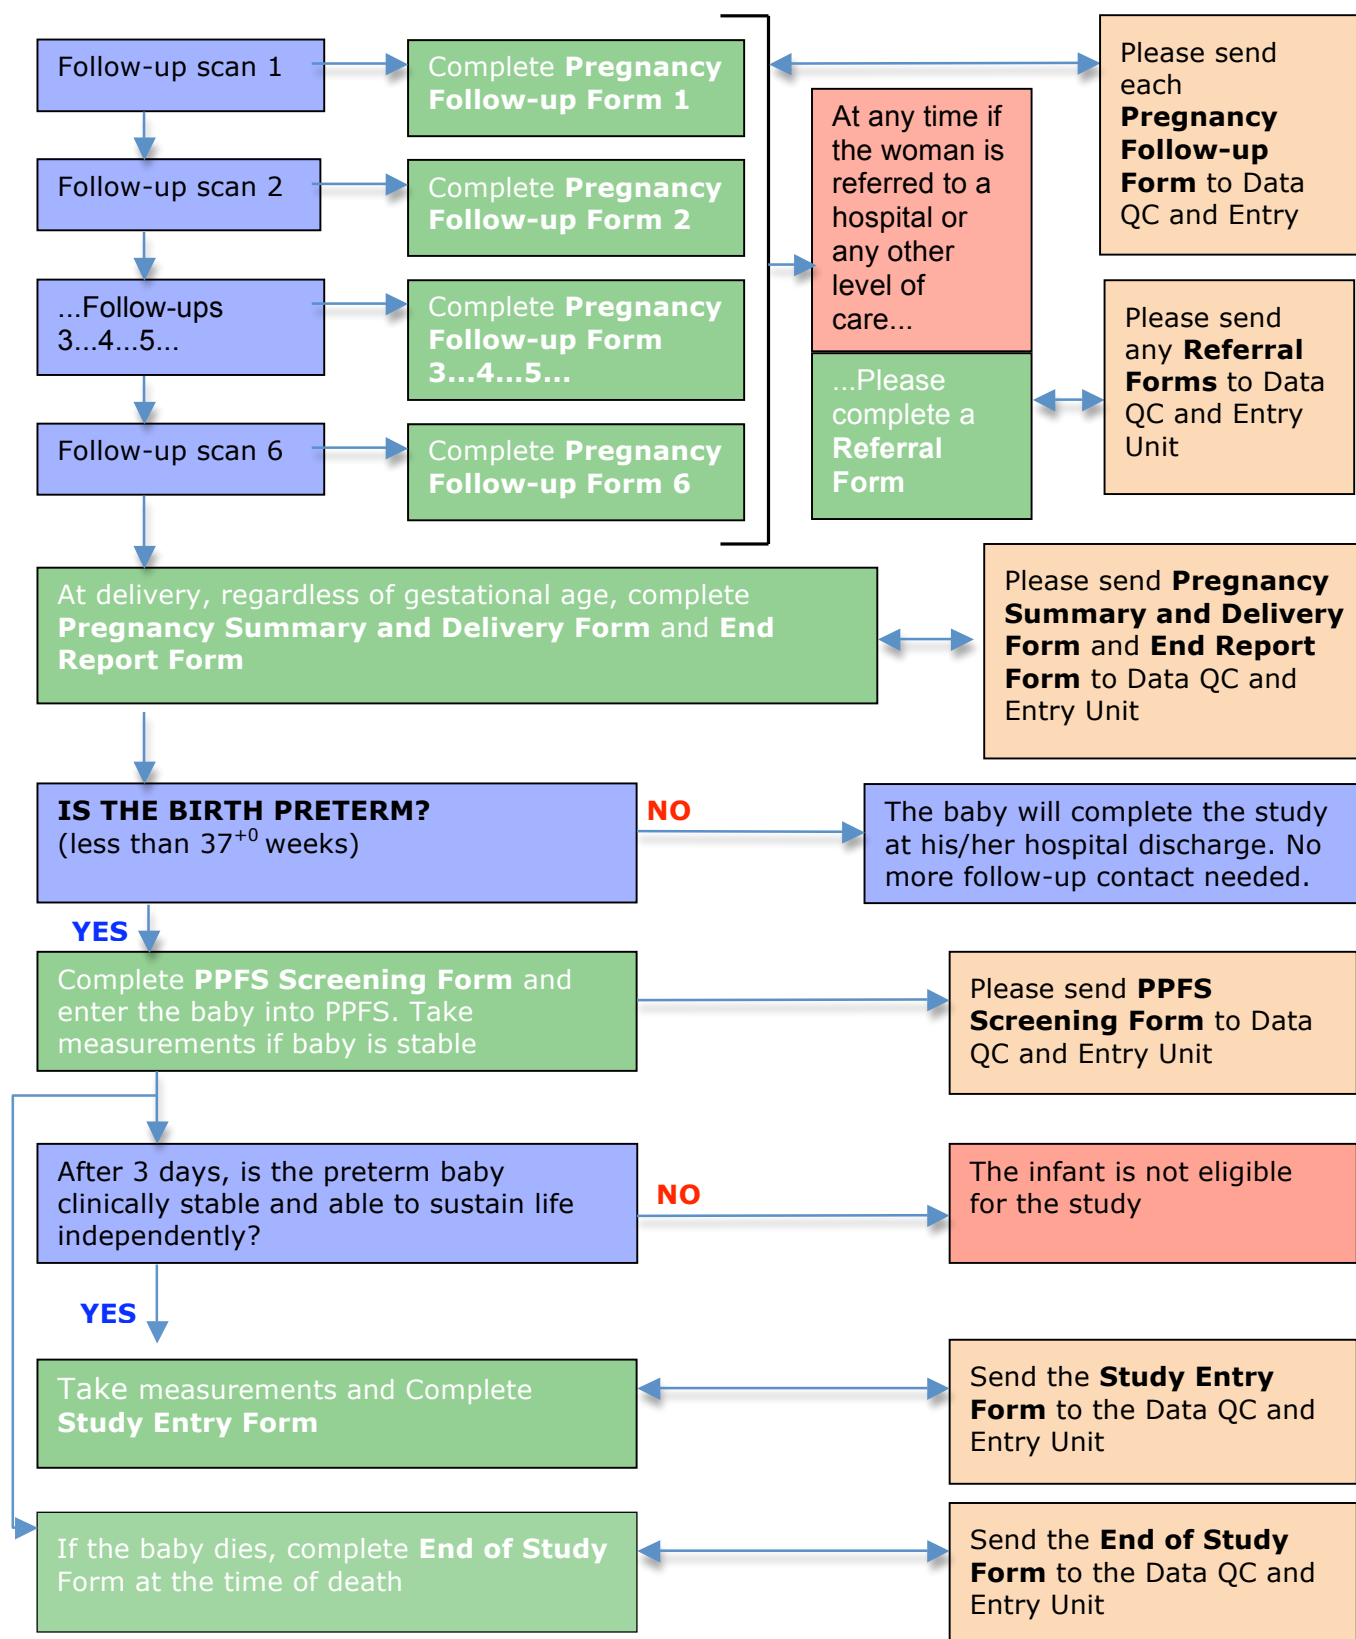 Follow-up scan 1
Complete Pregnancy
Follow-up Form 1
Please send
each
Pregnancy
Follow-up
Form to Data
QC and Entry
Follow-up scan 2
Complete Pregnancy
Follow-up Form 2
At any time if
the woman is
referred to a
hospital or
any other
level of
care...
...Follow-ups
3...4...5...
Complete Pregnancy
Follow-up Form
3...4...5...
Please send
any Referral
Forms to Data
QC and Entry
Unit
...Please
complete a
Referral
Form
Follow-up scan 6
Complete Pregnancy
Follow-up Form 6
At delivery, regardless of gestational age, complete
Pregnancy Summary and Delivery Form and End
Report Form
Please send Pregnancy
Summary and Delivery
Form and End Report
Form to Data QC and
Entry Unit
IS THE BIRTH PRETERM?
(less than 37⁺⁰ weeks)
NO
The baby will complete the study
at his/her hospital discharge. No
more follow-up contact needed.
YES
Complete PPFS Screening Form and
enter the baby into PPFS. Take
measurements if baby is stable
Please send PPFS
Screening Form to Data
QC and Entry Unit
After 3 days, is the preterm baby
clinically stable and able to sustain life
independently?
NO
The infant is not eligible
for the study
YES
Take measurements and Complete
Study Entry Form
Send the Study Entry
Form to the Data QC and
Entry Unit
If the baby dies, complete End of Study
Form at the time of death
Send the End of Study
Form to the Data QC and
Entry Unit